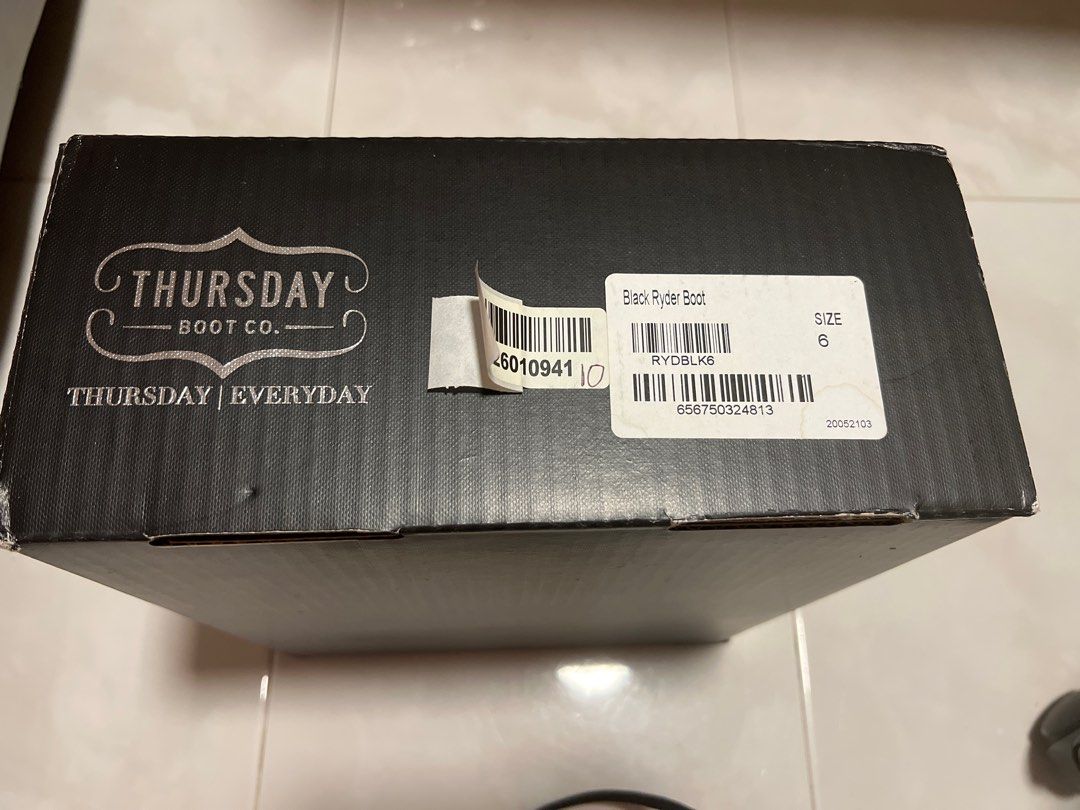 THURSDAY
BOOT CO.
THURSDAY | EVERYDAY
26010941
10
Black Ryder Boot
SIZE
6
RYDBLK6
656750324813
20052103